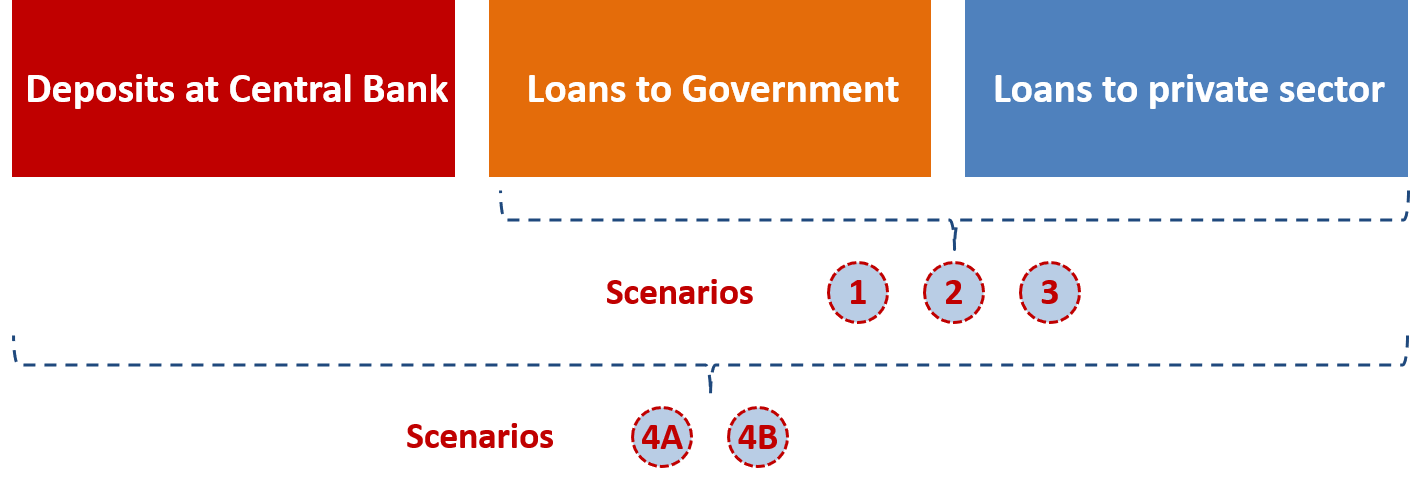 Deposits at Central Bank
Loans to Government
Loans to private sector
Scenarios 1 2 3
Scenarios 4A 4B